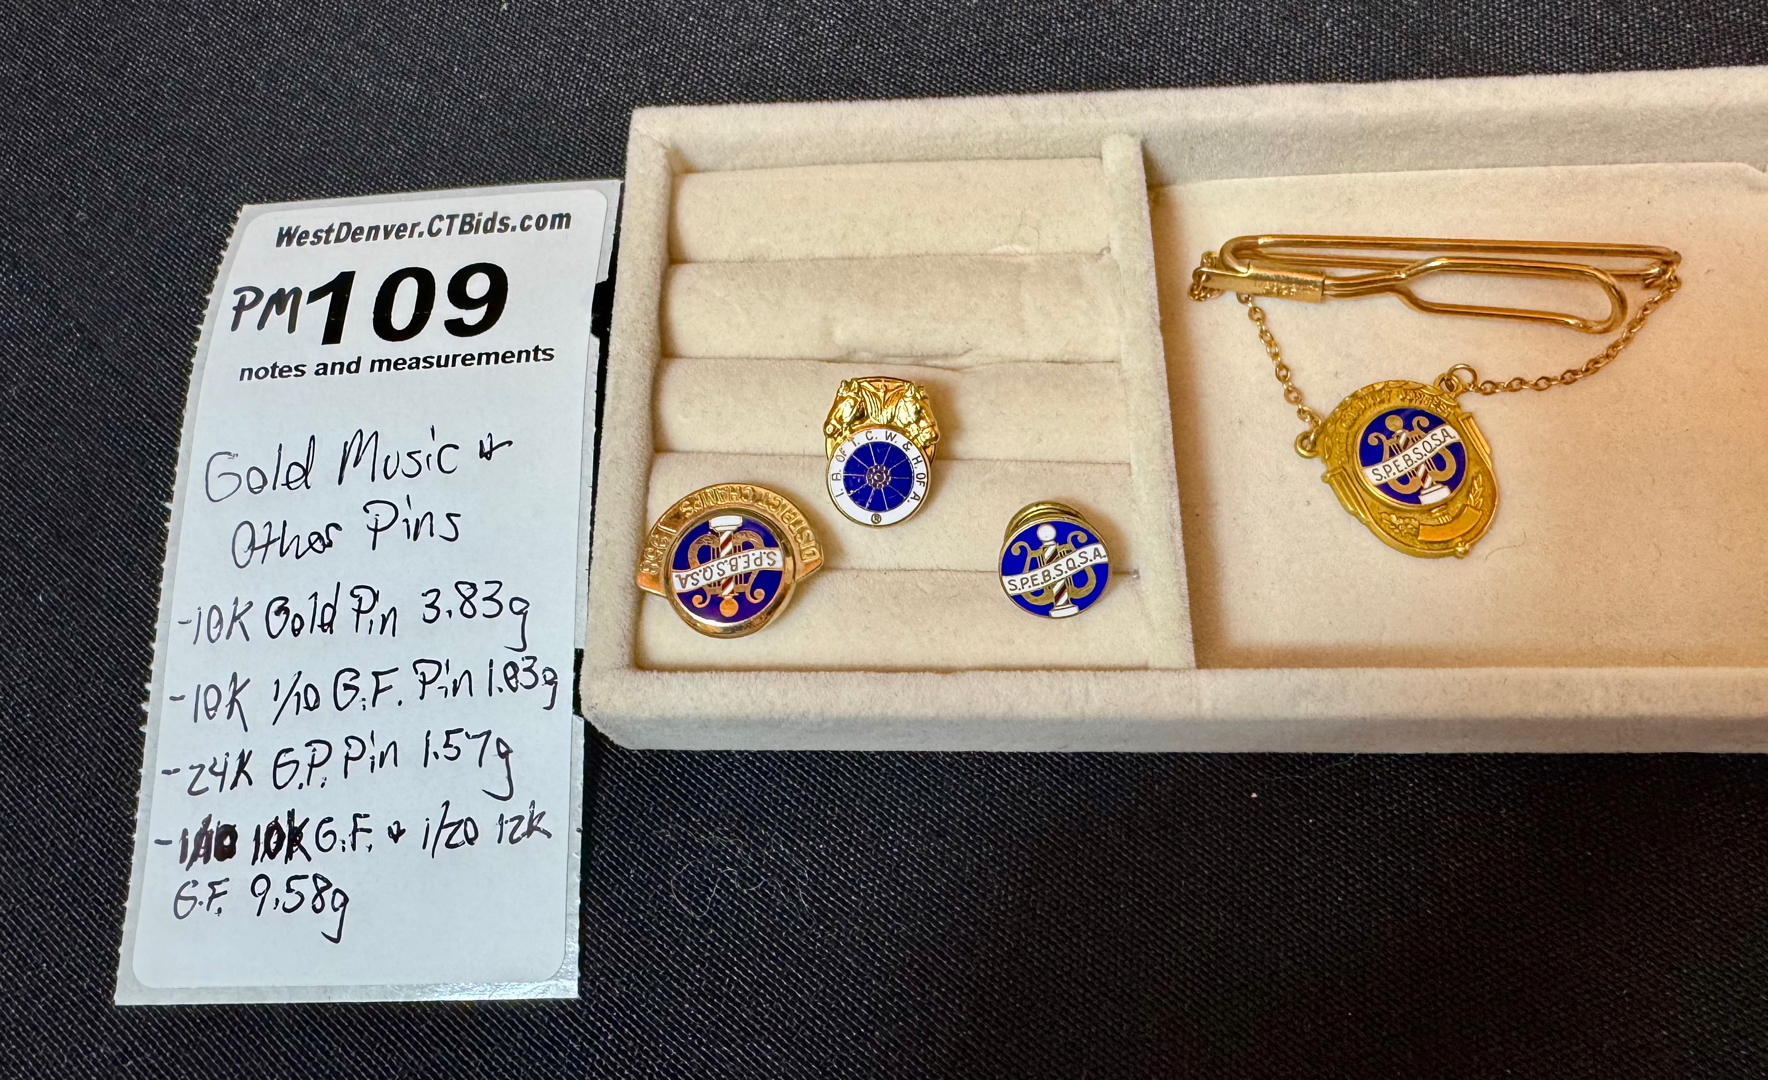 WestDenver.CTBids.com
PM109
notes and measurements
Gold Music &
Other Pins
-10K Gold Pin 3.83g
-10K 1/10 G.F. Pin 1.83g
-24K G.P. Pin 1.57g
-1/10 10K G.F. & 1/20 12k
G.F. 9.58g
I. B. OF T. C. W. & H. OF A.
®
DISTRICT CHAMPS
S.P.E.B.S.Q.S.A.
S.P.E.B.S.Q.S.A.
S.P.E.B.S.Q.S.A.